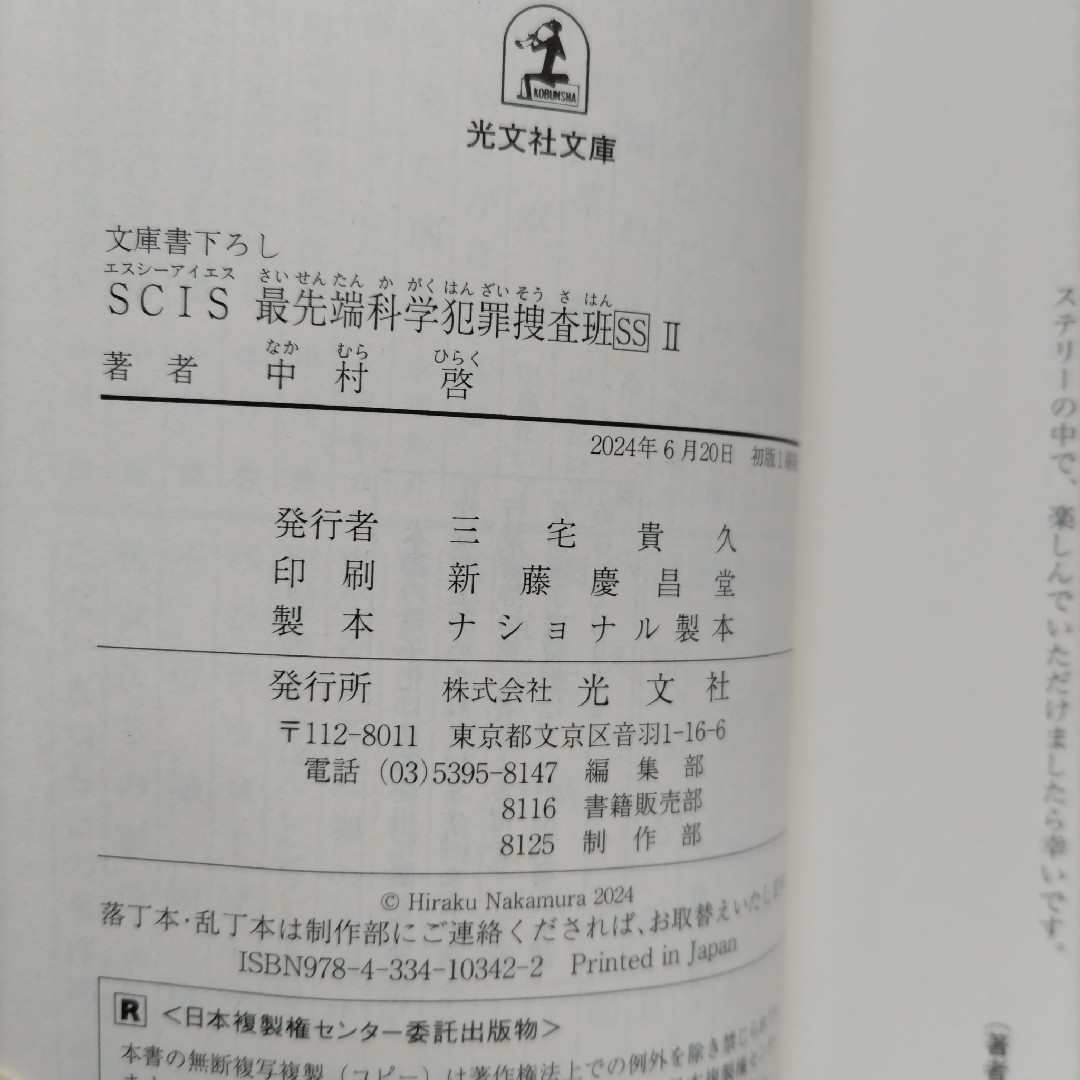 KOBUNSHA
光文社文庫
文庫書下ろし
エスシーアイエス さいせんたんかがくはんざいそうさはん
SCIS 最先端科学犯罪捜査班SS II
なか むら ひらく
著者 中村 啓
2024年6月20日 初版1
発行者 三宅貴久
印刷 新藤慶昌堂
製本 ナショナル製本
発行所 株式会社 光文社
〒112-8011 東京都文京区音羽1-16-6
電話 (03)5395-8147 編集部
8116 書籍販売部
8125 制作部
© Hiraku Nakamura 2024
落丁本・乱丁本は制作部にご連絡くだされば、お取替えいたしま
ISBN978-4-334-10342-2 Printed in Japan
R <日本複製権センター委託出版物>
本書の無断複写複製(コピー)は著作権法上での例外を除き禁じられ
ステリーの中で、楽しんでいただけましたら幸いです。
(著者